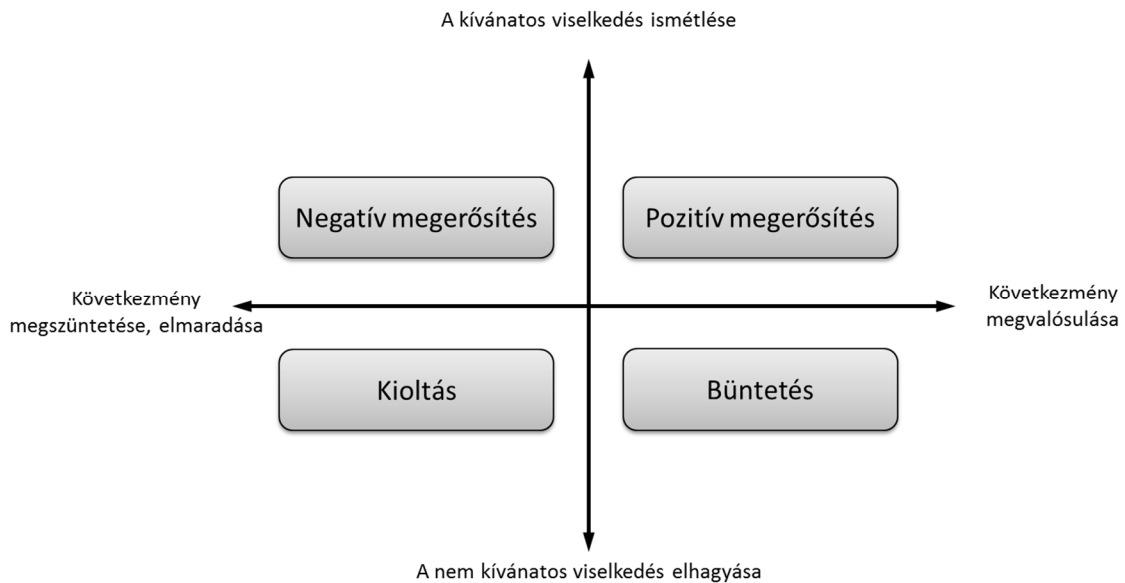 A kívánatos viselkedés ismétlése
Negatív megerősítés
Pozitív megerősítés
Következmény
megszüntetése, elmaradása
Következmény
megvalósulása
Kioltás
Büntetés
A nem kívánatos viselkedés elhagyása